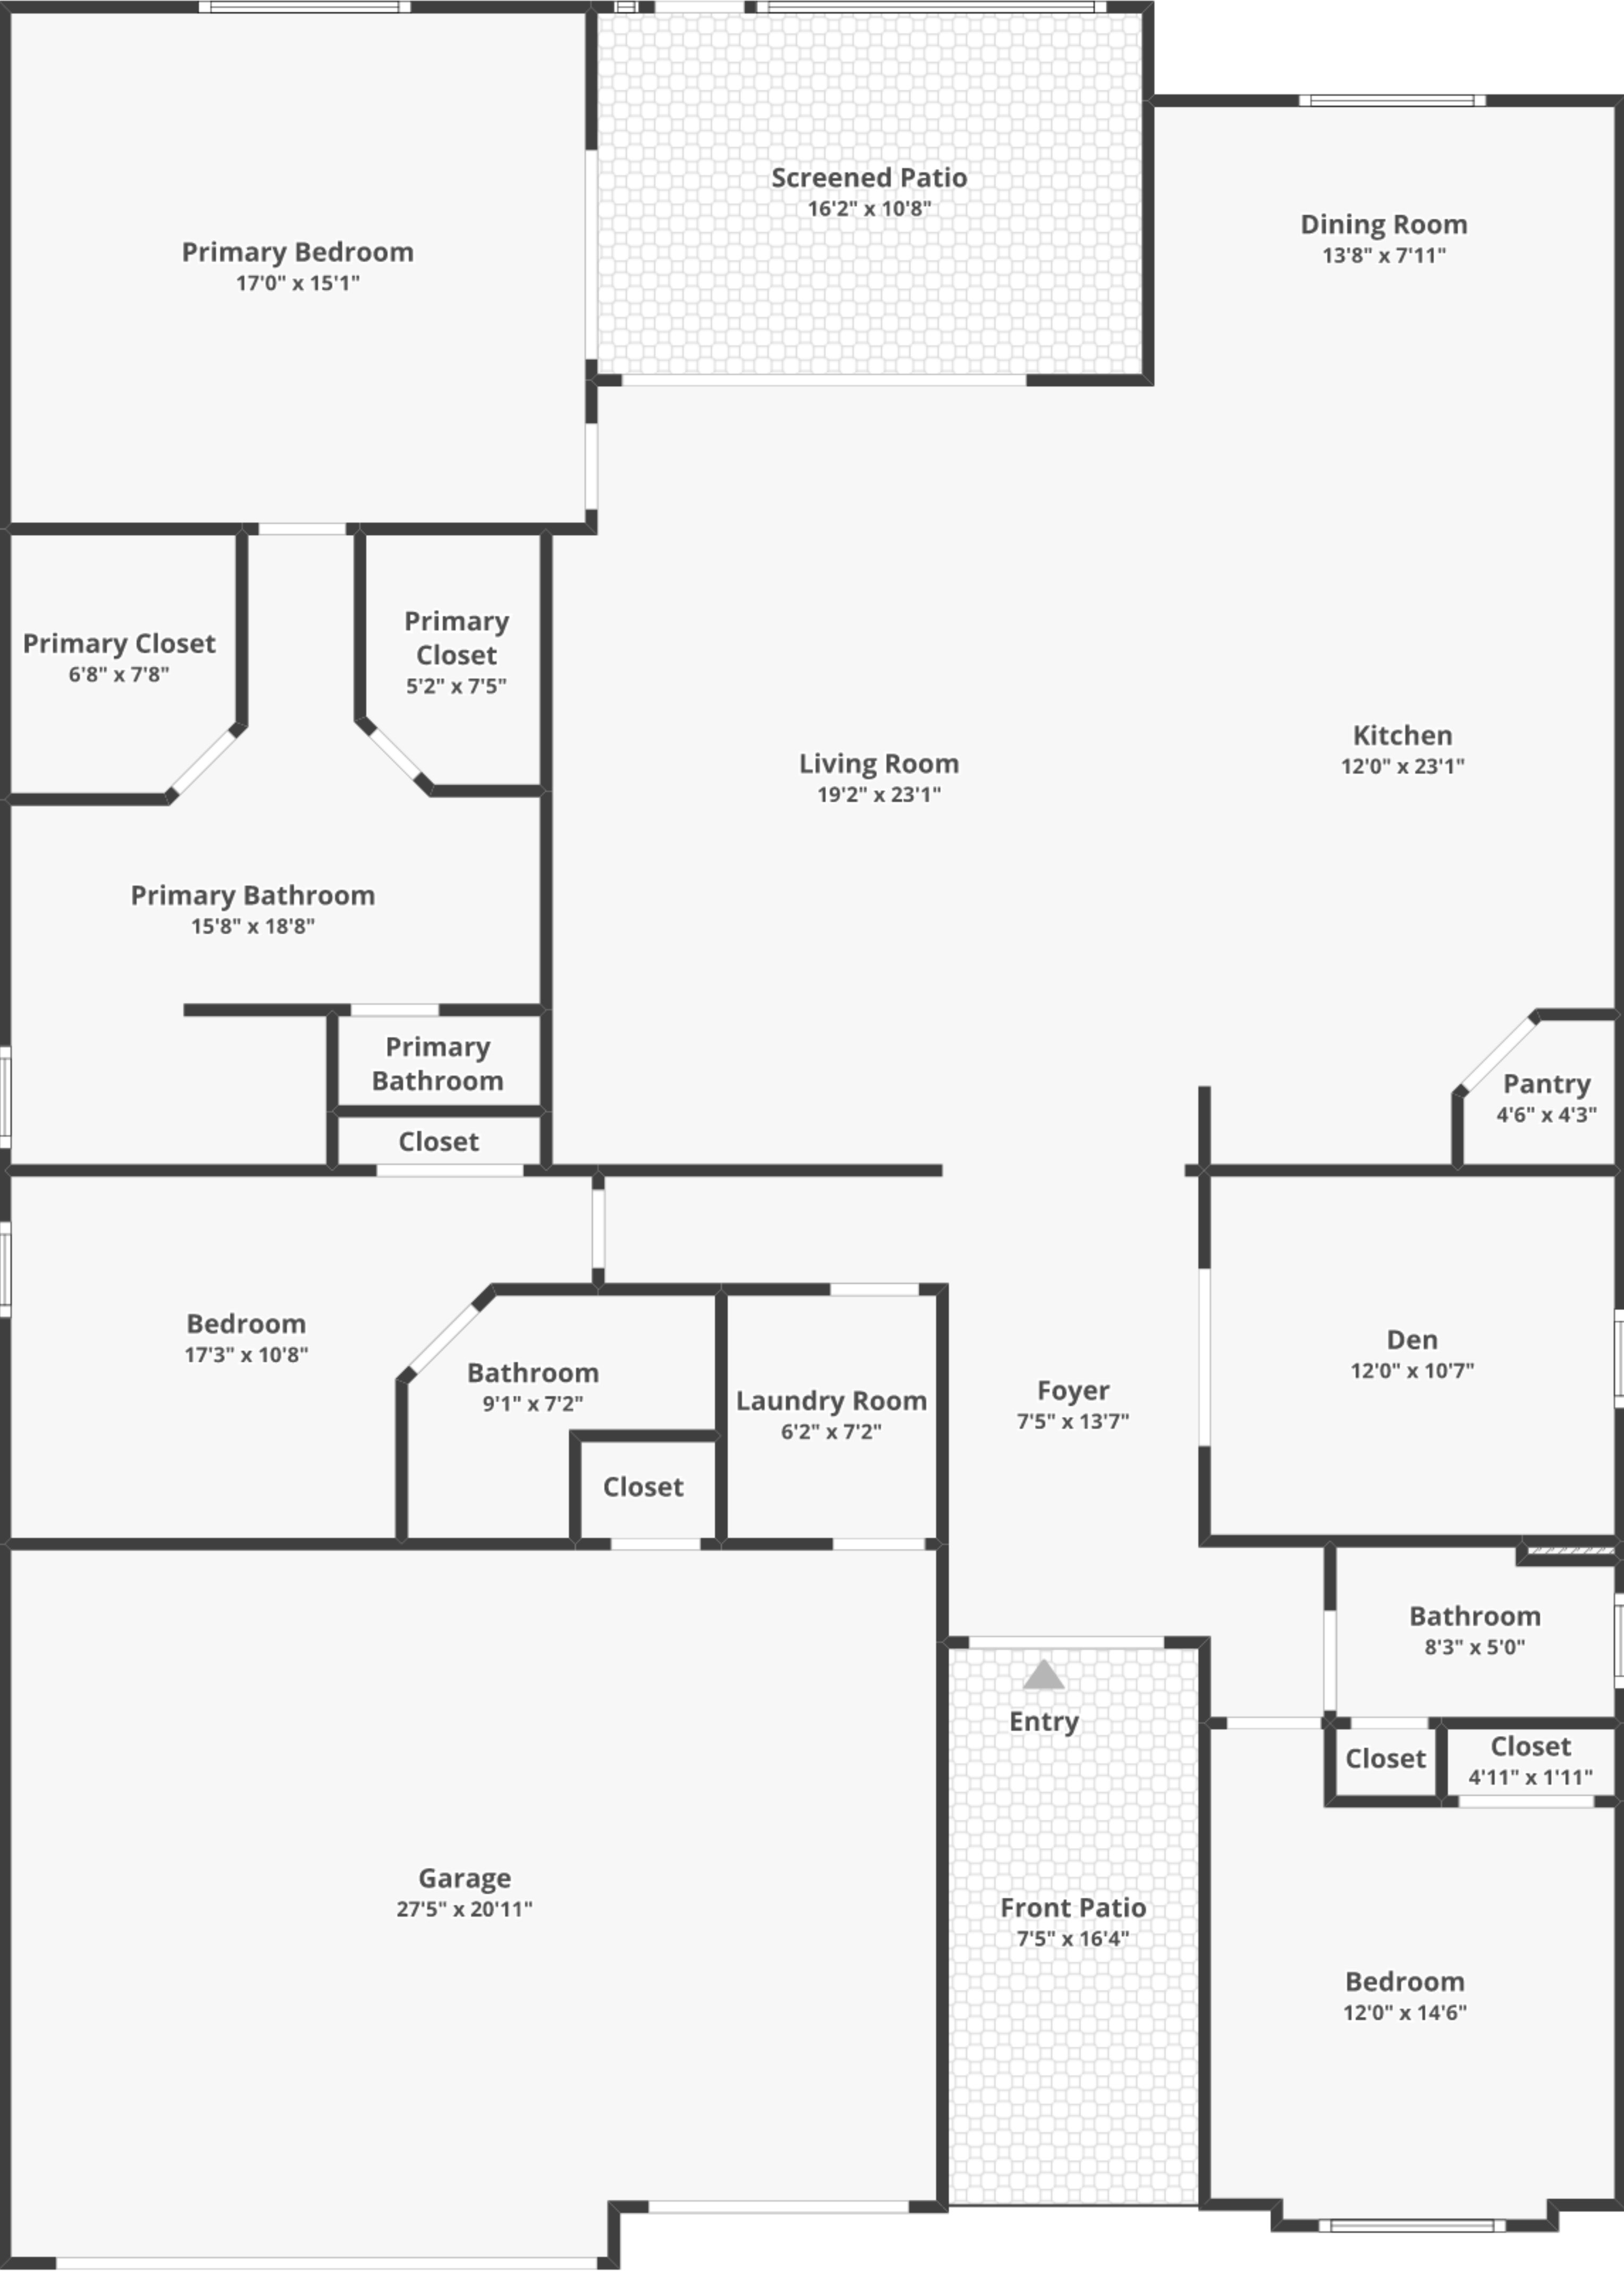 Screened Patio
16'2" x 10'8"
Dining Room
13'8" x 7'11"
Primary Bedroom
17'0" x 15'1"
Primary Closet
6'8" x 7'8"
Primary
Closet
5'2" x 7'5"
Living Room
19'2" x 23'1"
Kitchen
12'0" x 23'1"
Primary Bathroom
15'8" x 18'8"
Primary
Bathroom
Closet
Pantry
4'6" x 4'3"
Bedroom
17'3" x 10'8"
Bathroom
9'1" x 7'2"
Closet
Laundry Room
6'2" x 7'2"
Foyer
7'5" x 13'7"
Den
12'0" x 10'7"
Bathroom
8'3" x 5'0"
Entry
Closet
Closet
4'11" x 1'11"
Garage
27'5" x 20'11"
Front Patio
7'5" x 16'4"
Bedroom
12'0" x 14'6"